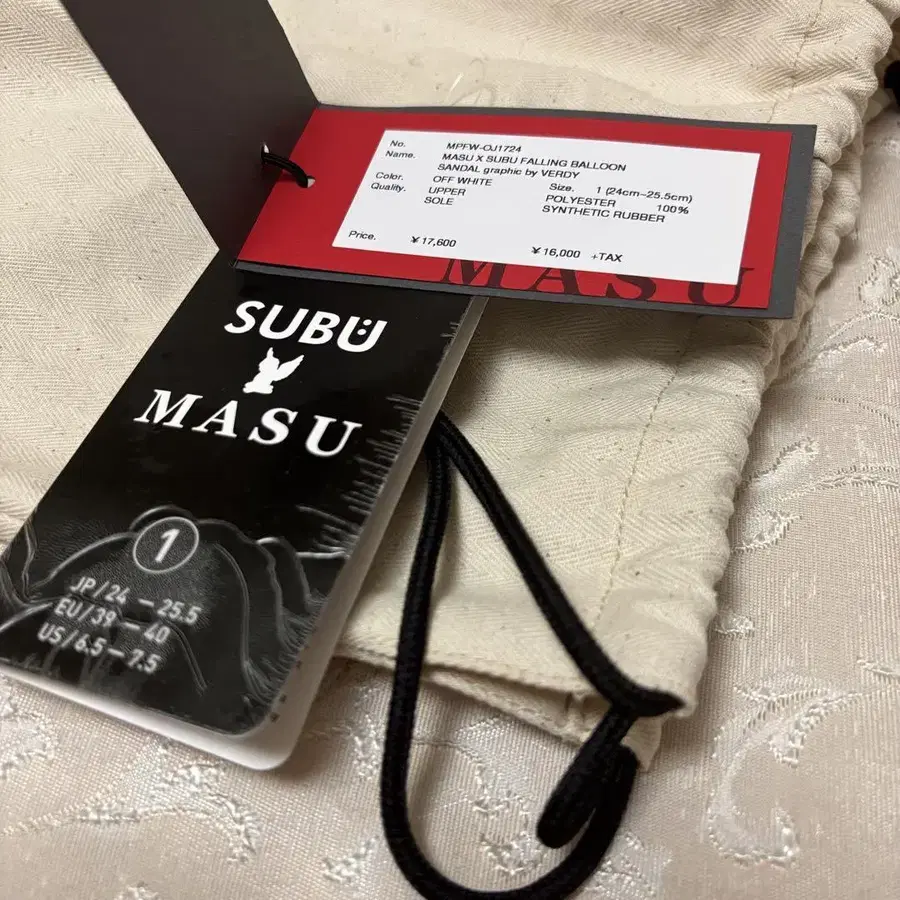 No. MPFW-OJ1724
Name. MASU X SUBU FALLING BALLOON
SANDAL graphic by VERDY
Color. OFF WHITE Size. 1 (24cm-25.5cm)
Quality. UPPER POLYESTER 100%
SOLE SYNTHETIC RUBBER
Price. ¥17,600 ¥16,000 +TAX
MASU
SUBU
MASU
1
JP/24 - 25.5
EU/39 - 40
US/6.5 - 7.5